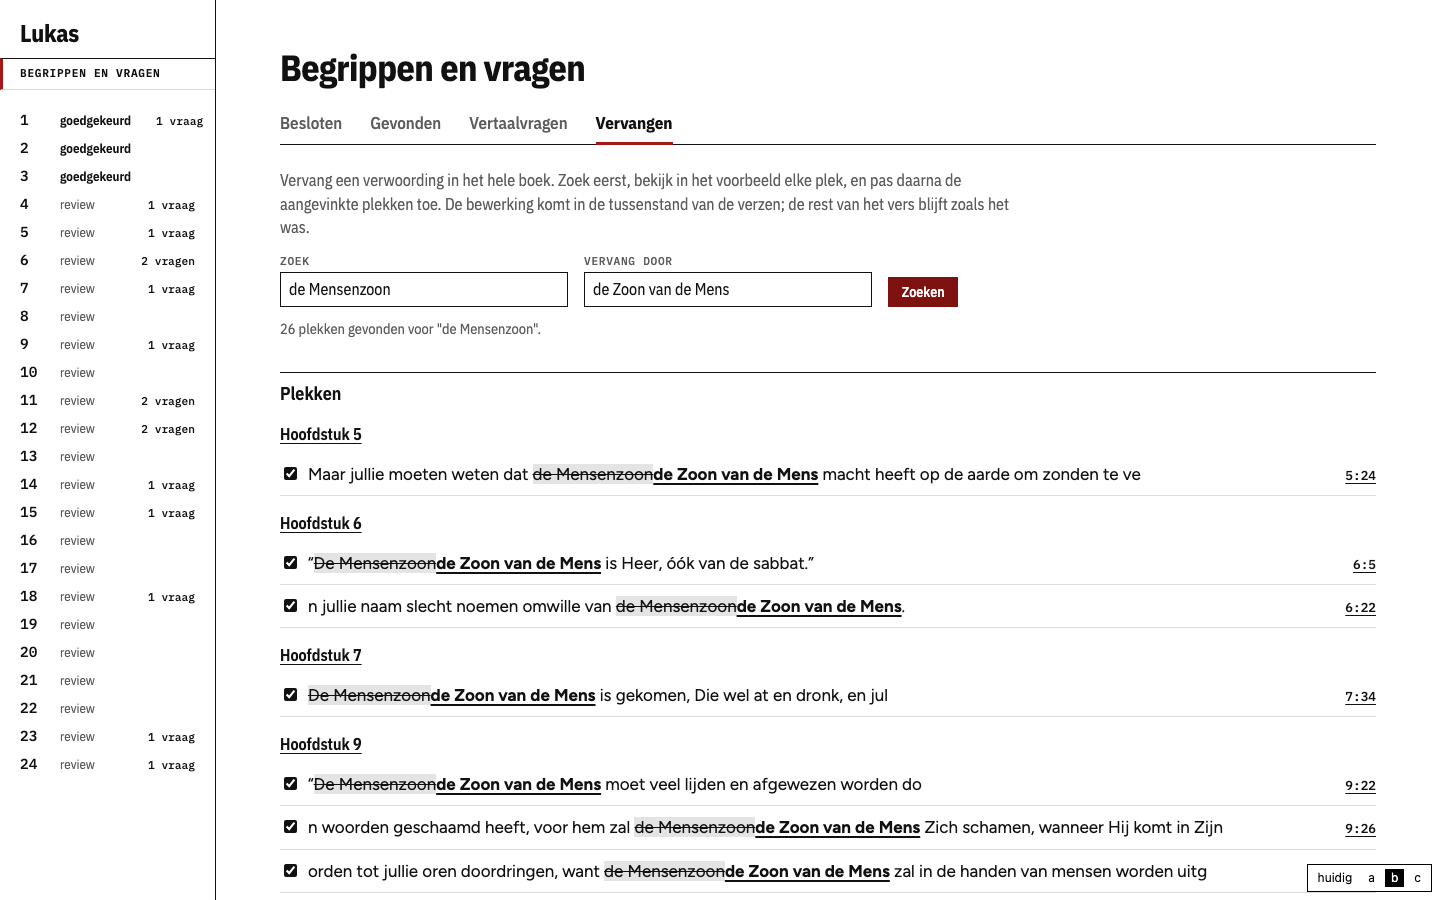 Lukas
BEGRIPPEN EN VRAGEN
1 goedgekeurd 1 vraag
2 goedgekeurd
3 goedgekeurd
4 review 1 vraag
5 review 1 vraag
6 review 2 vragen
7 review 1 vraag
8 review
9 review 1 vraag
10 review
11 review 2 vragen
12 review 2 vragen
13 review
14 review 1 vraag
15 review 1 vraag
16 review
17 review
18 review 1 vraag
19 review
20 review
21 review
22 review
23 review 1 vraag
24 review 1 vraag
Begrippen en vragen
Besloten Gevonden Vertaalvragen Vervangen
Vervang een verwoording in het hele boek. Zoek eerst, bekijk in het voorbeeld elke plek, en pas daarna de
aangevinkte plekken toe. De bewerking komt in de tussenstand van de verzen; de rest van het vers blijft zoals het
was.
ZOEK VERVANG DOOR
de Mensenzoon de Zoon van de Mens Zoeken
26 plekken gevonden voor "de Mensenzoon".
Plekken
Hoofdstuk 5
Maar jullie moeten weten dat de Mensenzoonde Zoon van de Mens macht heeft op de aarde om zonden te ve 5:24
Hoofdstuk 6
“De Mensenzoonde Zoon van de Mens is Heer, óók van de sabbat.” 6:5
n jullie naam slecht noemen omwille van de Mensenzoonde Zoon van de Mens. 6:22
Hoofdstuk 7
De Mensenzoonde Zoon van de Mens is gekomen, Die wel at en dronk, en jul 7:34
Hoofdstuk 9
“De Mensenzoonde Zoon van de Mens moet veel lijden en afgewezen worden do 9:22
n woorden geschaamd heeft, voor hem zal de Mensenzoonde Zoon van de Mens Zich schamen, wanneer Hij komt in Zijn 9:26
orden tot jullie oren doordringen, want de Mensenzoonde Zoon van de Mens zal in de handen van mensen worden uitg
huidig a b c